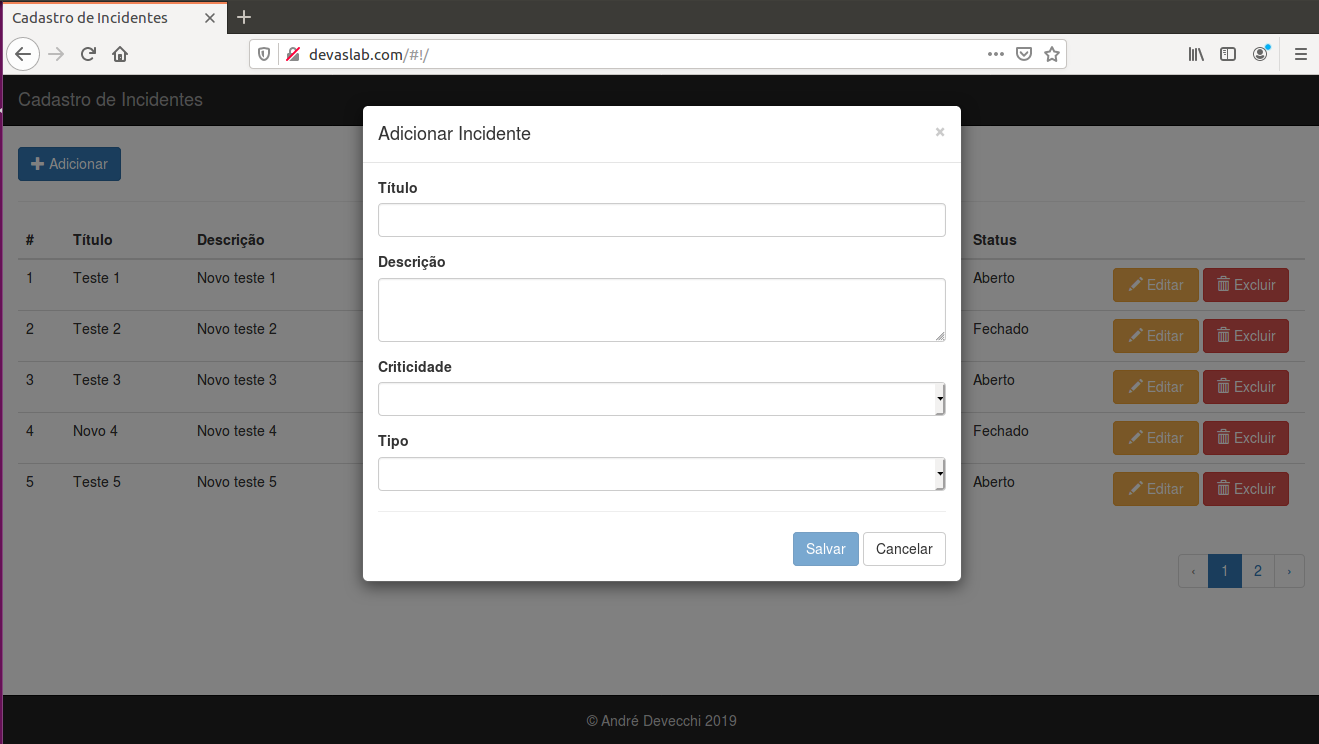 Cadastro de Incidentes
devaslab.com/#!/
Cadastro de Incidentes
Adicionar
Adicionar Incidente ×
Título
Descrição
Criticidade
Tipo
Salvar Cancelar
# Título Descrição Status
1 Teste 1 Novo teste 1 Aberto Editar Excluir
2 Teste 2 Novo teste 2 Fechado Editar Excluir
3 Teste 3 Novo teste 3 Aberto Editar Excluir
4 Novo 4 Novo teste 4 Fechado Editar Excluir
5 Teste 5 Novo teste 5 Aberto Editar Excluir
‹ 1 2 ›
© André Devecchi 2019